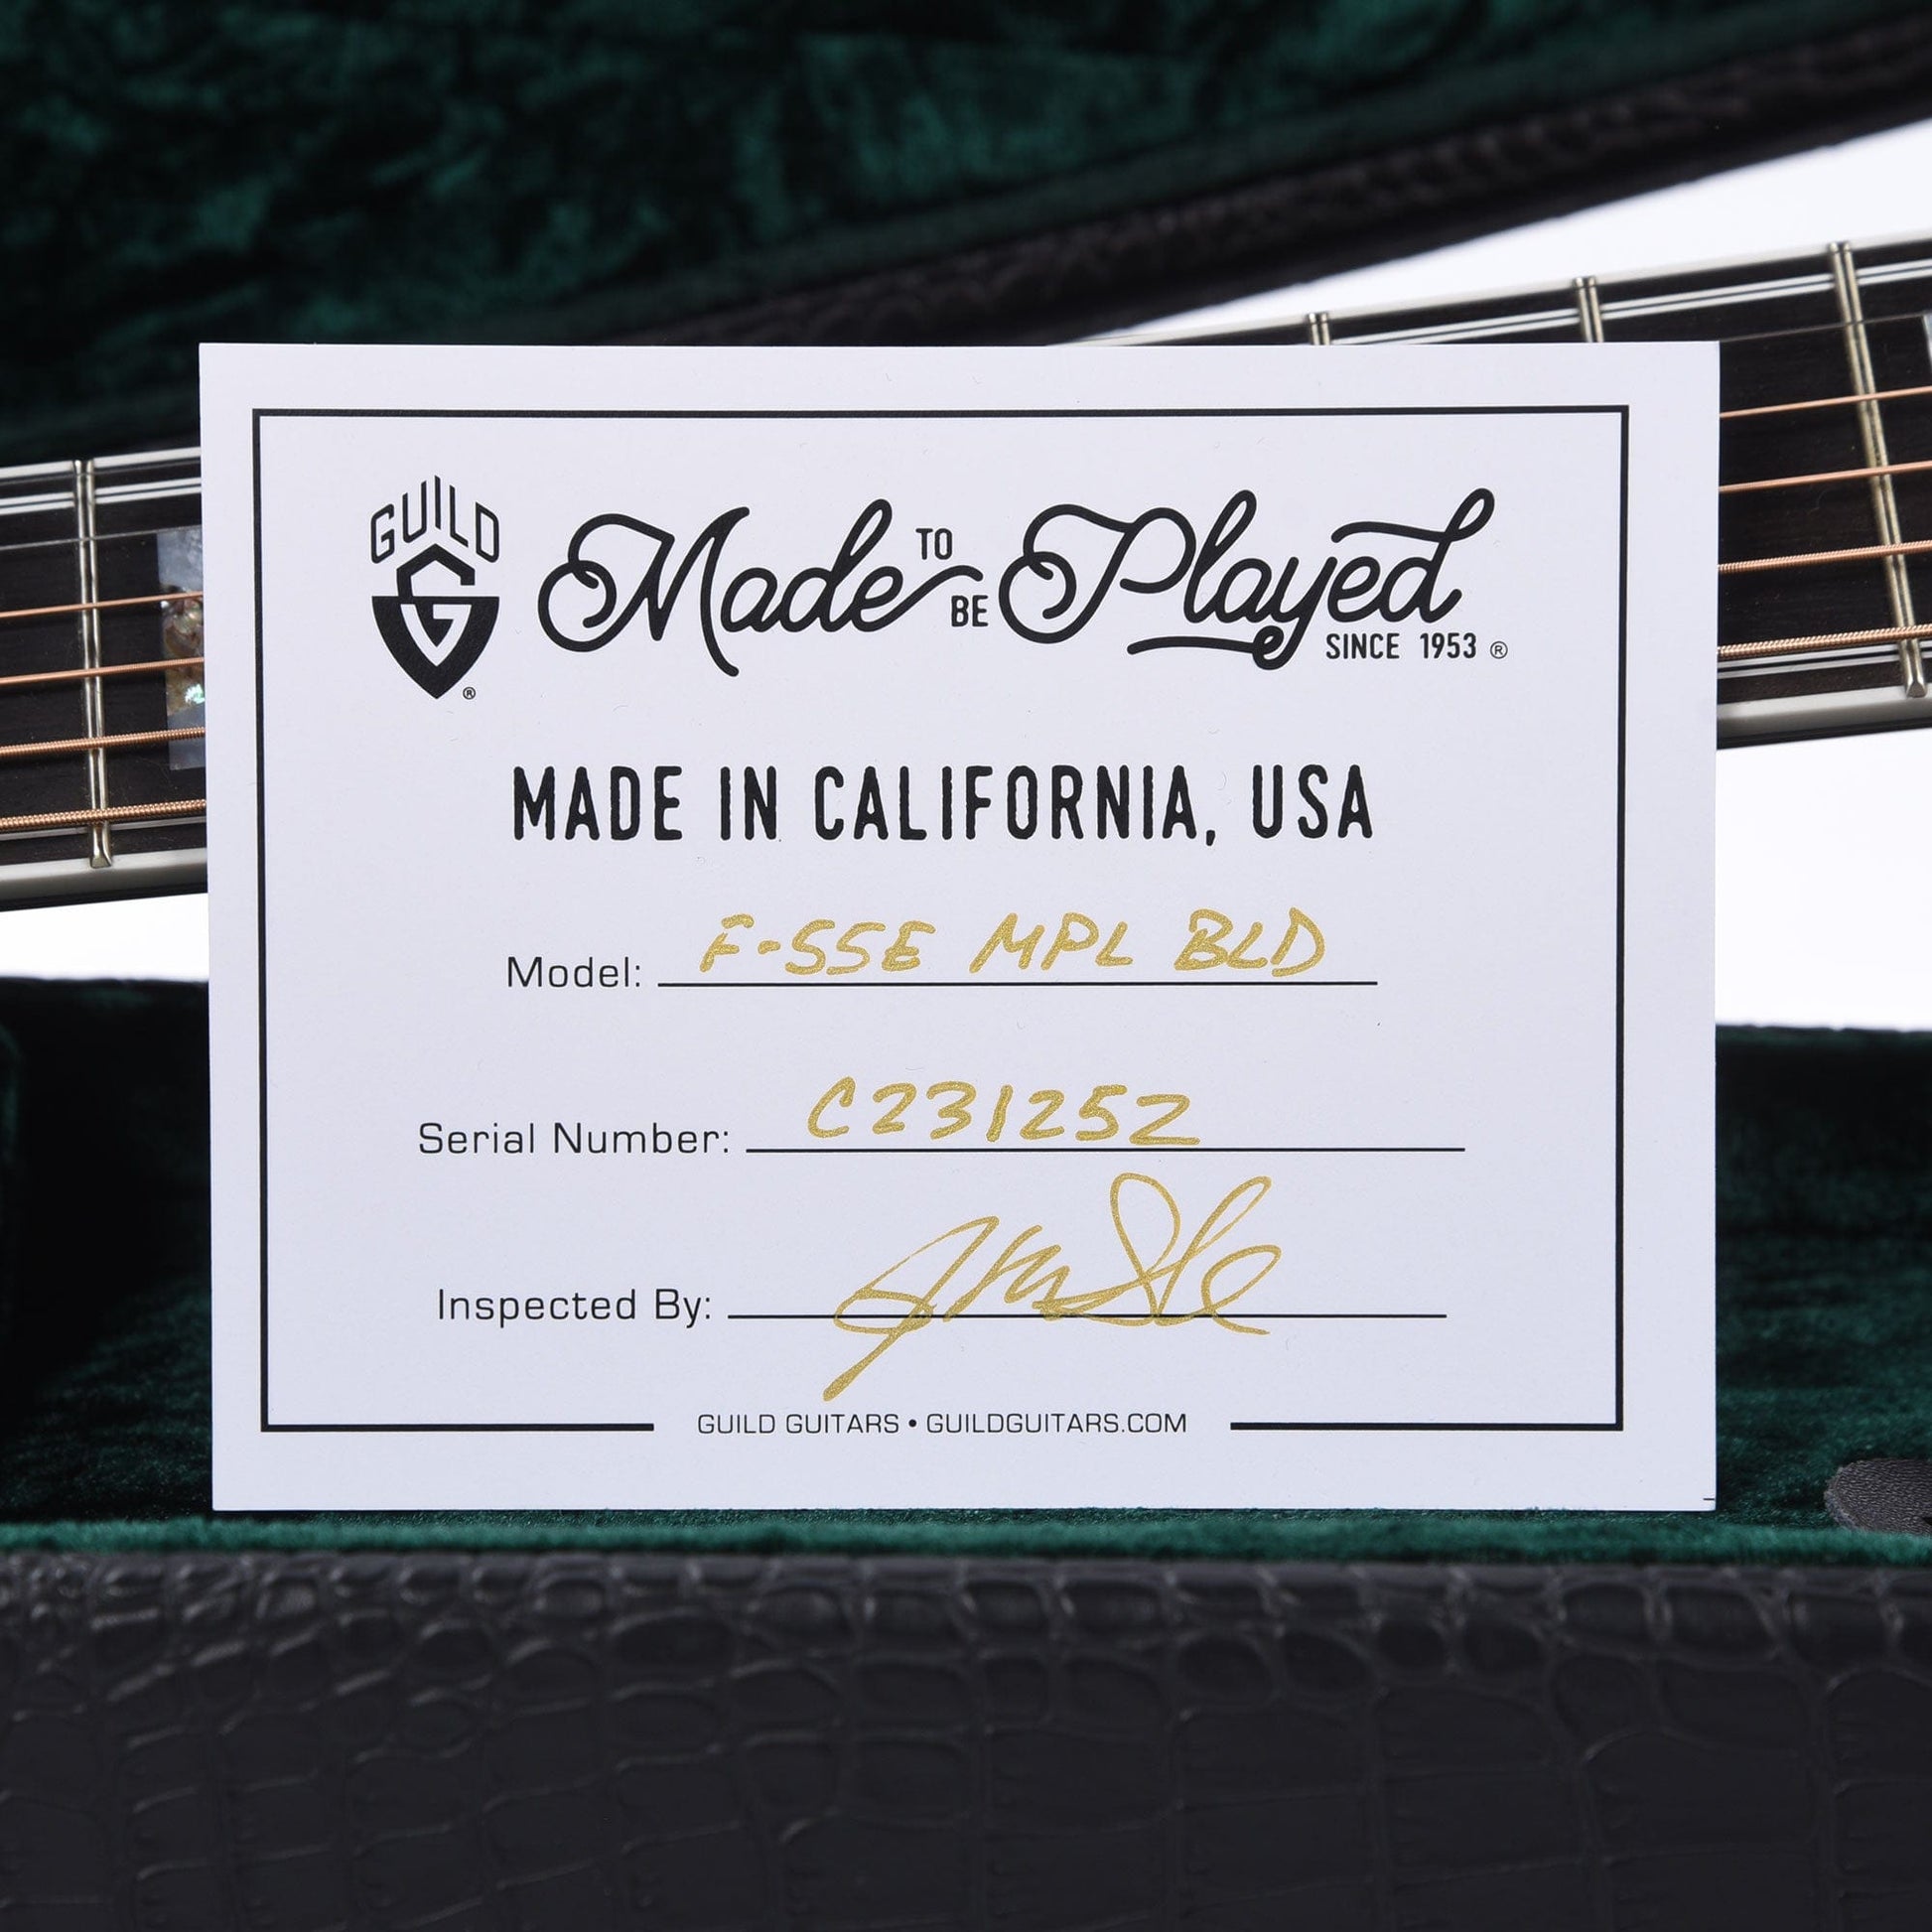 GUILD
G
®
Made TO BE Played
SINCE 1953 ®
MADE IN CALIFORNIA, USA
Model: F-55E MPL BLD
Serial Number: C231252
Inspected By:
GUILD GUITARS • GUILDGUITARS.COM